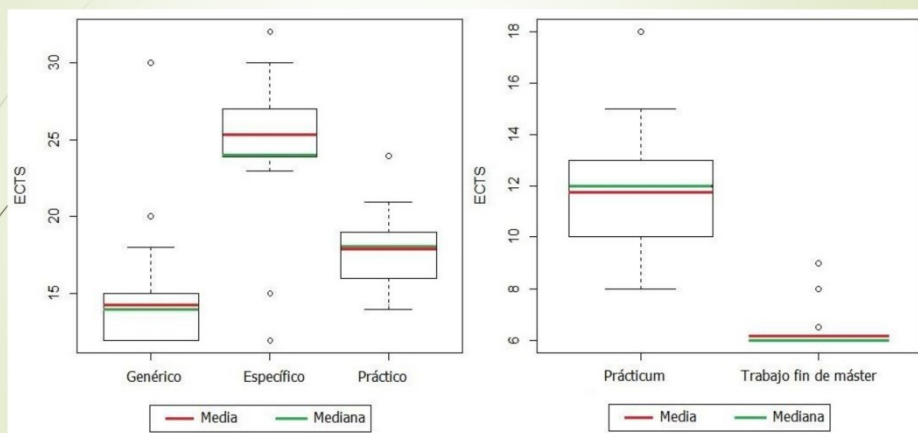 ECTS
30
25
20
15
Genérico Específico Práctico
Media Mediana
ECTS
18
16
14
12
10
8
6
Prácticum Trabajo fin de máster
Media Mediana